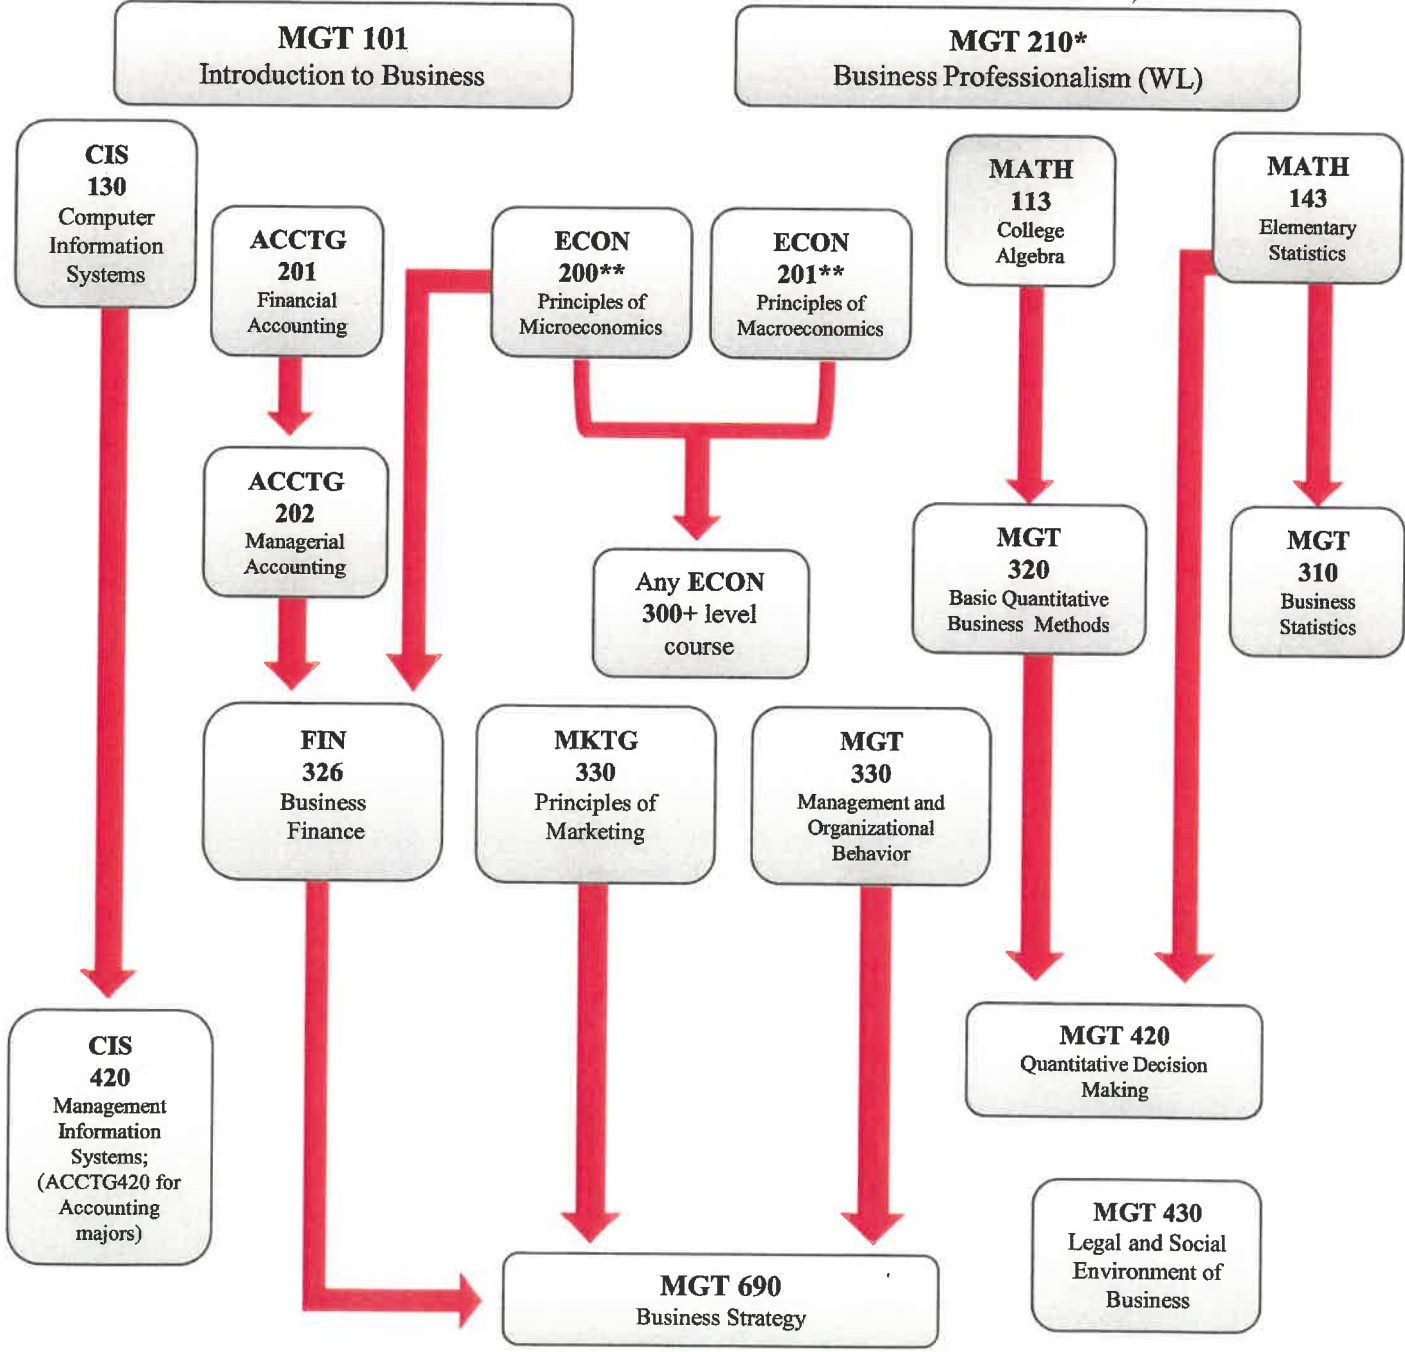 MGT 101
Introduction to Business
MGT 210*
Business Professionalism (WL)
CIS
130
Computer
Information
Systems
ACCTG
201
Financial
Accounting
ECON
200**
Principles of
Microeconomics
ECON
201**
Principles of
Macroeconomics
MATH
113
College
Algebra
MATH
143
Elementary
Statistics
ACCTG
202
Managerial
Accounting
Any ECON
300+ level
course
MGT
320
Basic Quantitative
Business Methods
MGT
310
Business
Statistics
FIN
326
Business
Finance
MKTG
330
Principles of
Marketing
MGT
330
Management and
Organizational
Behavior
CIS
420
Management
Information
Systems;
(ACCTG420 for
Accounting
majors)
MGT 420
Quantitative Decision
Making
MGT 430
Legal and Social
Environment of
Business
MGT 690
Business Strategy